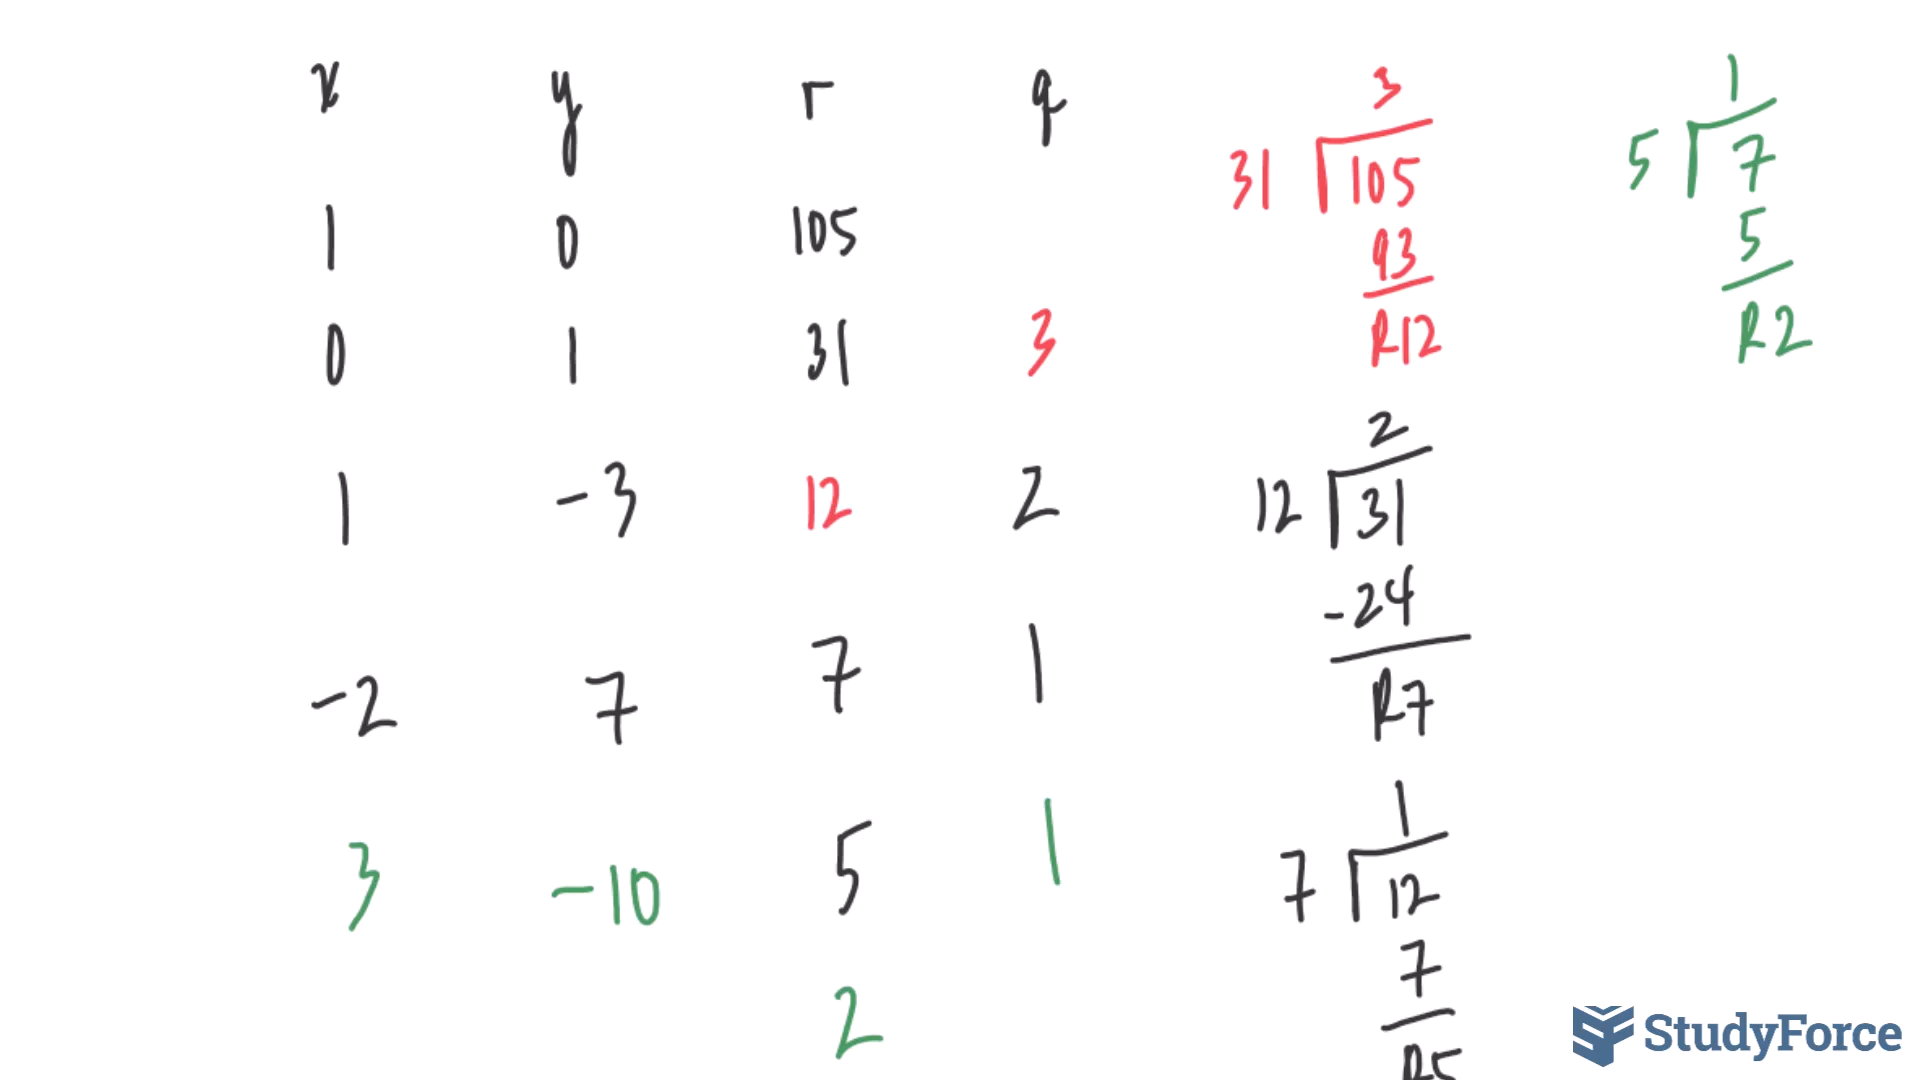 x y r q
1 0 105
0 1 31 3
1 -3 12 2
-2 7 7 1
3 -10 5 1
2
3
31 105
93
R12
2
12 31
-24
R7
1
7 12
7
R5
1
5 7
5
R2
StudyForce